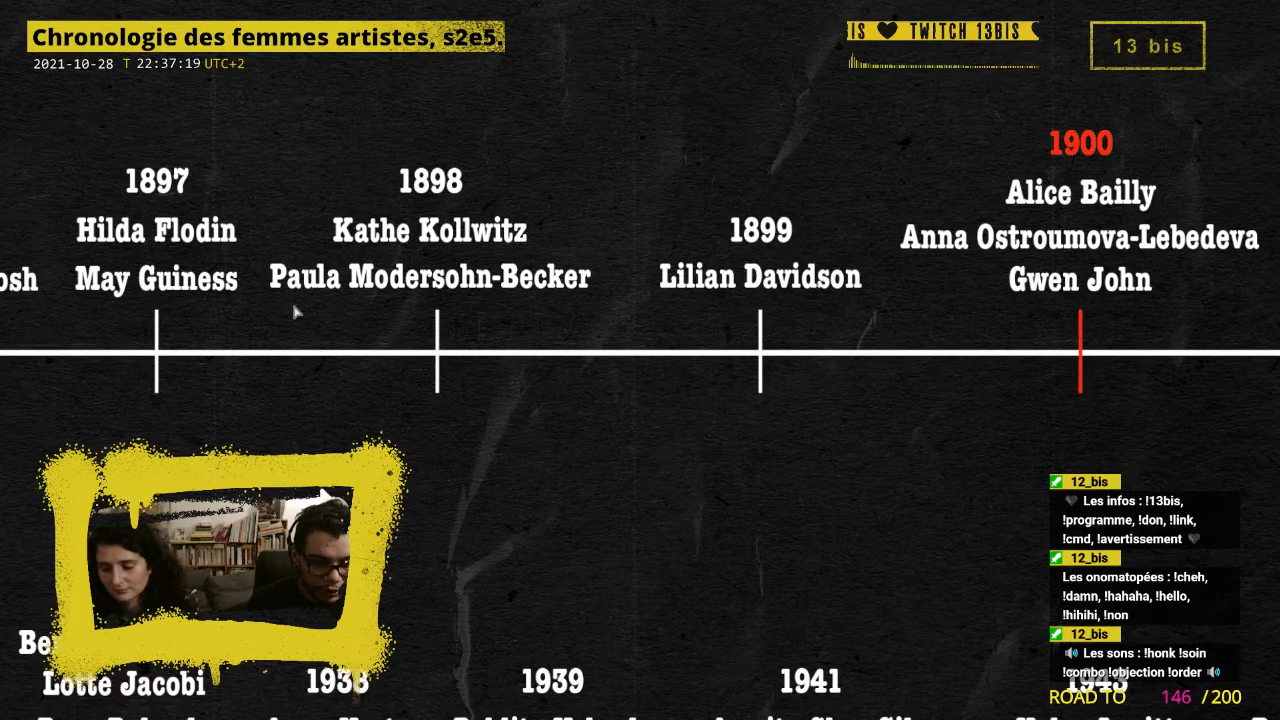 Chronologie des femmes artistes, s2e5
2021-10-28 T 22:37:19 UTC+2
IS ♥ TWITCH 13BIS
13 bis
1897
Hilda Flodin
May Guiness
osh
1898
Kathe Kollwitz
Paula Modersohn-Becker
1899
Lilian Davidson
1900
Alice Bailly
Anna Ostroumova-Lebedeva
Gwen John
12_bis
🖤 Les infos : !13bis,
!programme, !don, !link,
!cmd, !avertissement 🖤
12_bis
Les onomatopées : !cheh,
!damn, !hahaha, !hello,
!hihihi, !non
12_bis
🔊 Les sons : !honk !soin
!combo !objection !order 🔊
Be
Lotte Jacobi
1938
1939
1941
1943
ROAD TO 146 / 200